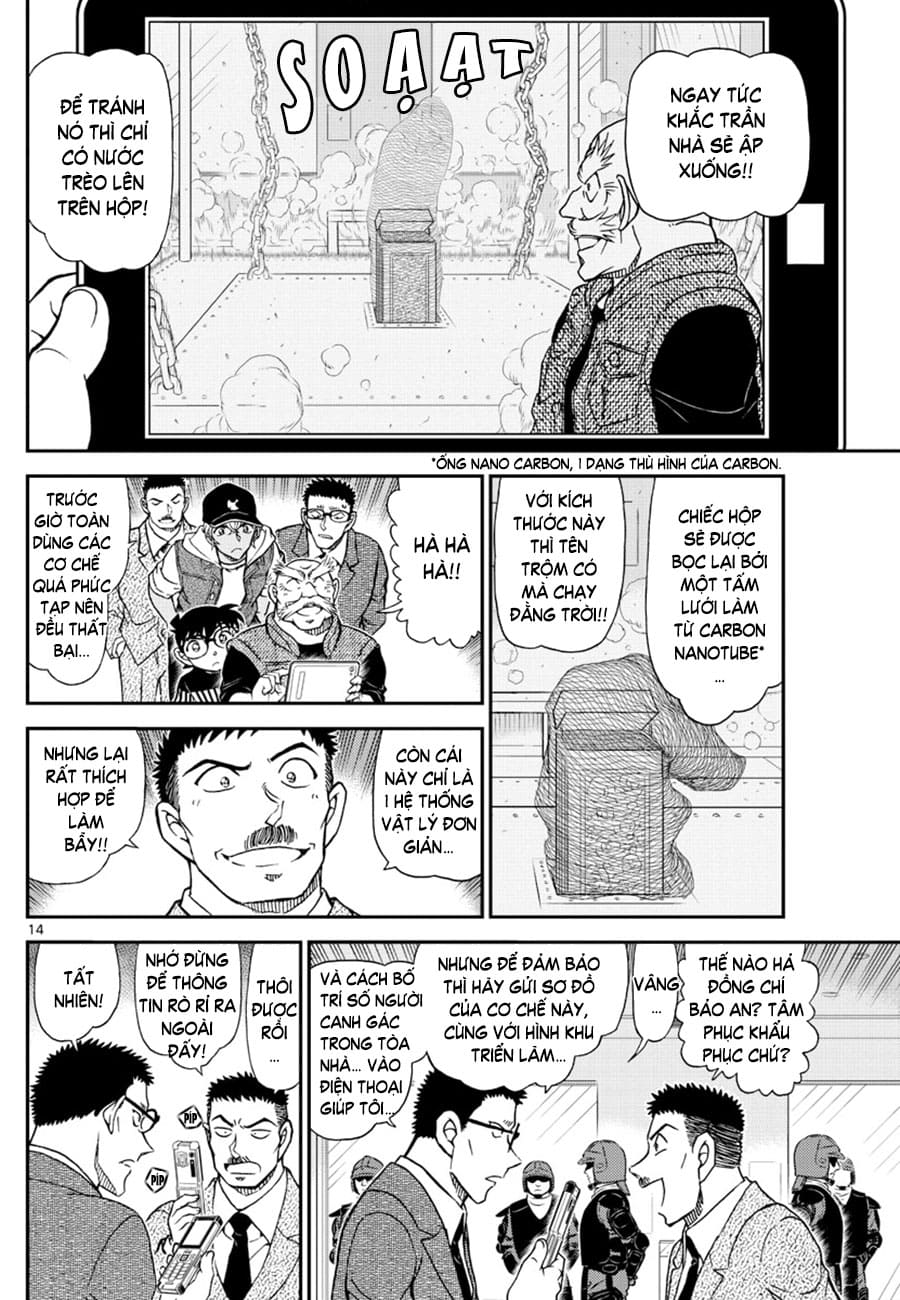 SOẠẠT
NGAY TỨC
KHẮC TRẦN
NHÀ SẼ ẬP
XUỐNG!!
ĐỂ TRÁNH
NÓ THÌ CHỈ
CÓ NƯỚC
TRÈO LÊN
TRÊN HỘP!
*ỐNG NANO CARBON, 1 DẠNG THÙ HÌNH CỦA CARBON.
CHIẾC HỘP
SẼ ĐƯỢC
BỌC LẠI BỞI
MỘT TẤM
LƯỚI LÀM
TỪ CARBON
NANOTUBE*
...
VỚI KÍCH
THƯỚC NÀY
THÌ TÊN
TRỘM CÓ
MÀ CHẠY
ĐẰNG TRỜI!!
HÀ HÀ
HÀ!!
TRƯỚC
GIỜ TOÀN
DÙNG CÁC
CƠ CHẾ
QUÁ PHỨC
TẠP NÊN
ĐỀU THẤT
BẠI...
CÒN CÁI
NÀY CHỈ LÀ
1 HỆ THỐNG
VẬT LÝ ĐƠN
GIẢN...
NHƯNG LẠI
RẤT THÍCH
HỢP ĐỂ
LÀM
BẪY!!
14
THẾ NÀO HẢ
ĐỒNG CHÍ
BẢO AN? TÂM
PHỤC KHẨU
PHỤC CHỨ?
VÂNG
...
NHƯNG ĐỂ ĐẢM BẢO
THÌ HÃY GỬI SƠ ĐỒ
CỦA CƠ CHẾ NÀY,
CÙNG VỚI HÌNH KHU
TRIỂN LÃM...
VÀ CÁCH BỐ
TRÍ SỐ NGƯỜI
CANH GÁC
TRONG TÒA
NHÀ... VÀO
ĐIỆN THOẠI
GIÚP TÔI...
THÔI
ĐƯỢC
RỒI
...
NHỚ ĐỪNG
ĐỂ THÔNG
TIN RÒ RỈ RA
NGOÀI
ĐẤY!
TẤT
NHIÊN!
PIP
PIP